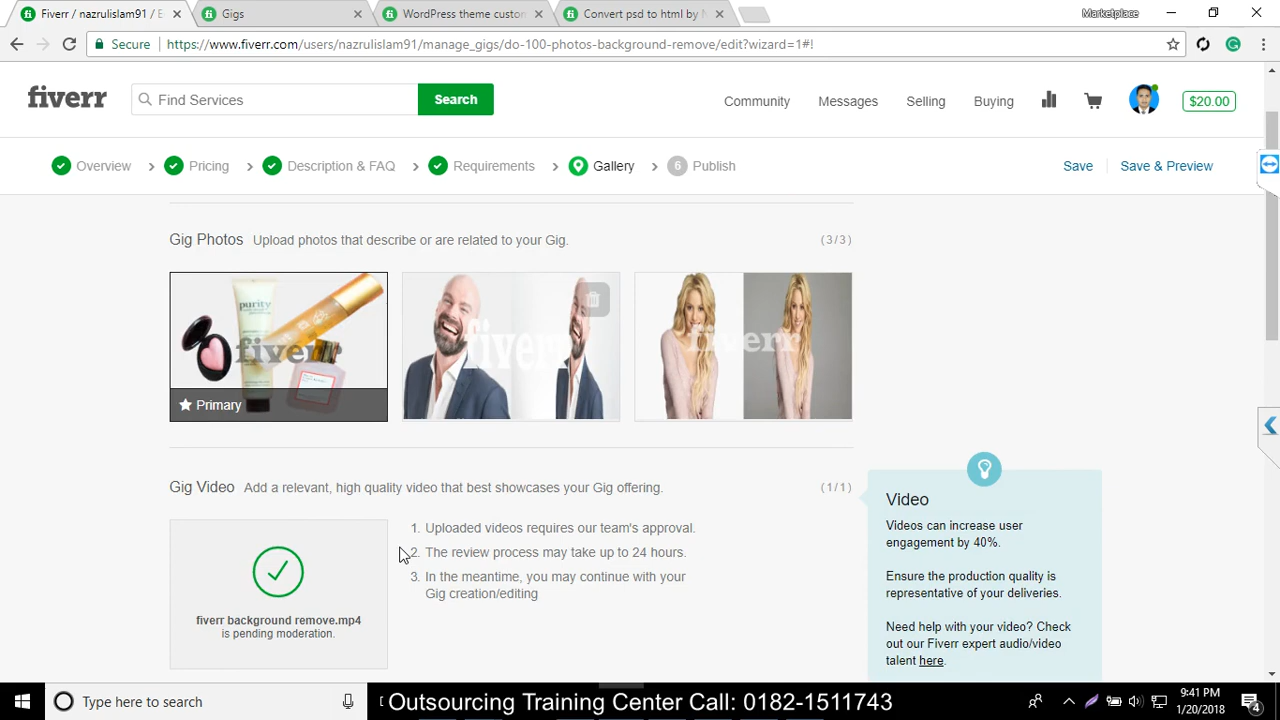 Fiverr / nazrulislam91 / E
Gigs
WordPress theme custom
Convert psd to html by N
Marketplace
Secure
https://www.fiverr.com/users/nazrulislam91/manage_gigs/do-100-photos-background-remove/edit?wizard=1#!
fiverr
Find Services
Search
Community
Messages
Selling
Buying
$20.00
Overview
Pricing
Description & FAQ
Requirements
Gallery
6 Publish
Save
Save & Preview
Gig Photos Upload photos that describe or are related to your Gig. (3/3)
purity
fiverr
fiverr
fiverr
Primary
Gig Video Add a relevant, high quality video that best showcases your Gig offering. (1/1)
fiverr background remove.mp4
is pending moderation.
1. Uploaded videos requires our team's approval.
2. The review process may take up to 24 hours.
3. In the meantime, you may continue with your
Gig creation/editing
Video
Videos can increase user
engagement by 40%.
Ensure the production quality is
representative of your deliveries.
Need help with your video? Check
out our Fiverr expert audio/video
talent here.
Type here to search
Outsourcing Training Center Call: 0182-1511743
9:41 PM
1/20/2018
4